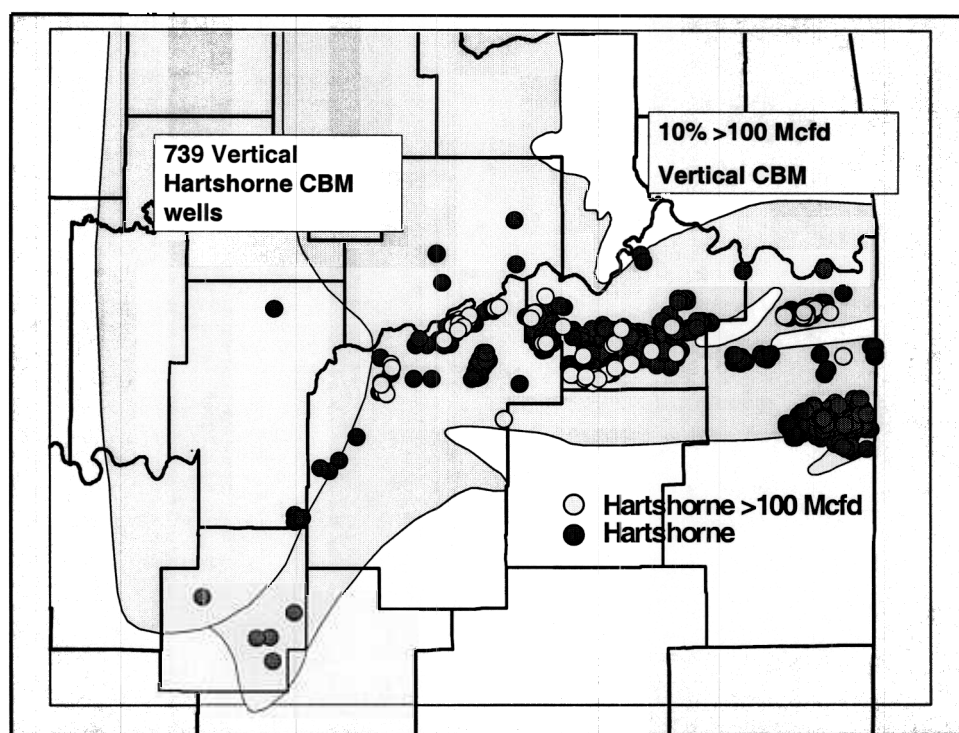 739 Vertical
Hartshorne CBM
wells
10% >100 Mcfd
Vertical CBM
Hartshorne >100 Mcfd
Hartshorne